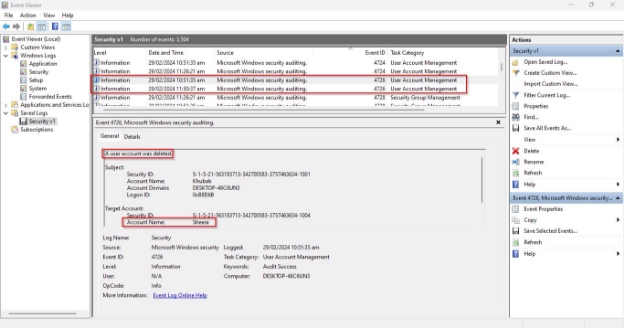 Event Viewer
File Action View Help
Event Viewer (Local)
Custom Views
Windows Logs
Application
Security
Setup
System
Forwarded Events
Applications and Services Lo
Saved Logs
Security v1
Subscriptions
Security v1 Number of events: 3,504
Level Date and Time Source Event ID Task Category
Information 29/02/2024 10:51:35 am Microsoft Windows security auditing. 4724 User Account Management
Information 29/02/2024 11:26:21 am Microsoft Windows security auditing. 4724 User Account Management
Information 29/02/2024 10:51:35 am Microsoft Windows security auditing. 4726 User Account Management
Information 29/02/2024 11:30:37 am Microsoft Windows security auditing. 4726 User Account Management
Information 29/02/2024 11:26:21 am Microsoft Windows security auditing. Security Group Management
Event 4726, Microsoft Windows security auditing.
General Details
A user account was deleted.
Subject:
Security ID: S-1-5-21-563183713-342700583-3757463634-1001
Account Name: Khubab
Account Domain: DESKTOP-46C8UN3
Logon ID:
Target Account:
Security ID: S-1-5-21-563183713-342700583-3757463634-1004
Account Name: Sheera
Log Name: Security
Source: Microsoft Windows security Logged: 29/02/2024 10:51:35 am
Event ID: 4726 Task Category: User Account Management
Level: Information Keywords: Audit Success
User: N/A Computer: DESKTOP-46C8UN3
OpCode: Info
More Information: Event Log Online Help
Actions
Security v1
Open Saved Log...
Create Custom View...
Import Custom View...
Filter Current Log...
Properties
Find...
Save All Events As...
View
Delete
Rename
Refresh
Help
Event 4726, Microsoft Windows security...
Event Properties
Copy
Save Selected Events...
Refresh
Help